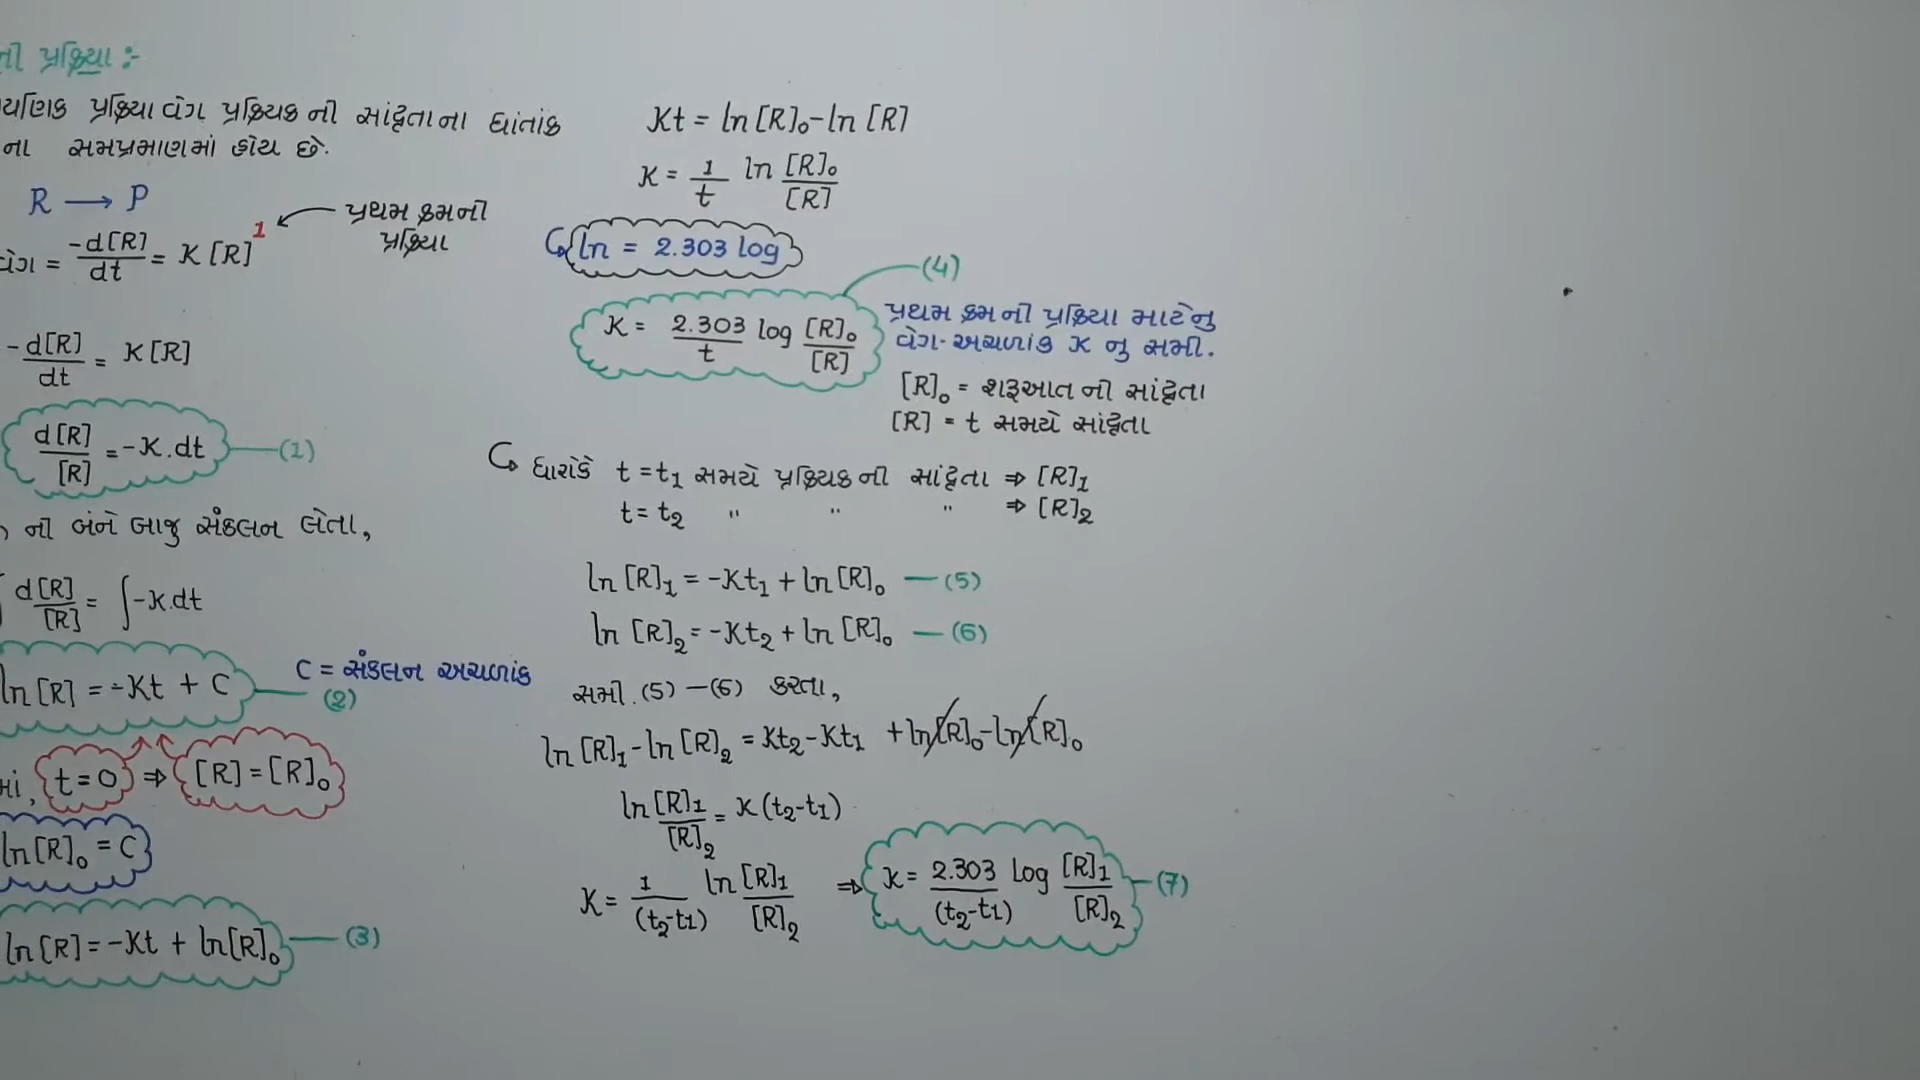 ની પ્રક્રિયા :-
પ્રક્રિયા વેગ પ્રક્રિયક ની સાંદ્રતાના ઘાતાંક
ના સમપ્રમાણમાં હોય છે.
R ⟶ P
વેગ = -d[R]/dt = K [R]¹
પ્રથમ ક્રમની
પ્રક્રિયા
-d[R]/dt = K [R]
d[R]/[R] = -K.dt —(1)
ની બંને બાજુ સંકલન લેતા,
∫ d[R]/[R] = ∫-K.dt
ln [R] = -Kt + C —(2)
C = સંકલન અચળાંક
માં, t=0 ⇒ [R] = [R]₀
ln [R]₀ = C
ln [R] = -Kt + ln[R]₀ —(3)
Kt = ln [R]₀ - ln [R]
K = 1/t ln [R]₀/[R]
ln = 2.303 log
K = 2.303/t log [R]₀/[R] —(4)
પ્રથમ ક્રમ ની પ્રક્રિયા માટેનુ
વેગ-અચળાંક K નુ સમી.
[R]₀ = શરૂઆત ની સાંદ્રતા
[R] = t સમયે સાંદ્રતા
ધારોકે t = t₁ સમયે પ્રક્રિયક ની સાંદ્રતા ⇒ [R]₁
t = t₂ " " " ⇒ [R]₂
ln [R]₁ = -Kt₁ + ln [R]₀ —(5)
ln [R]₂ = -Kt₂ + ln [R]₀ —(6)
સમી. (5) —(6) કરતા,
ln [R]₁ - ln [R]₂ = Kt₂ - Kt₁ + ln[R]₀ - ln[R]₀
ln [R]₁/[R]₂ = K (t₂-t₁)
K = 1/(t₂-t₁) ln [R]₁/[R]₂ ⇒ K = 2.303/(t₂-t₁) log [R]₁/[R]₂ —(7)